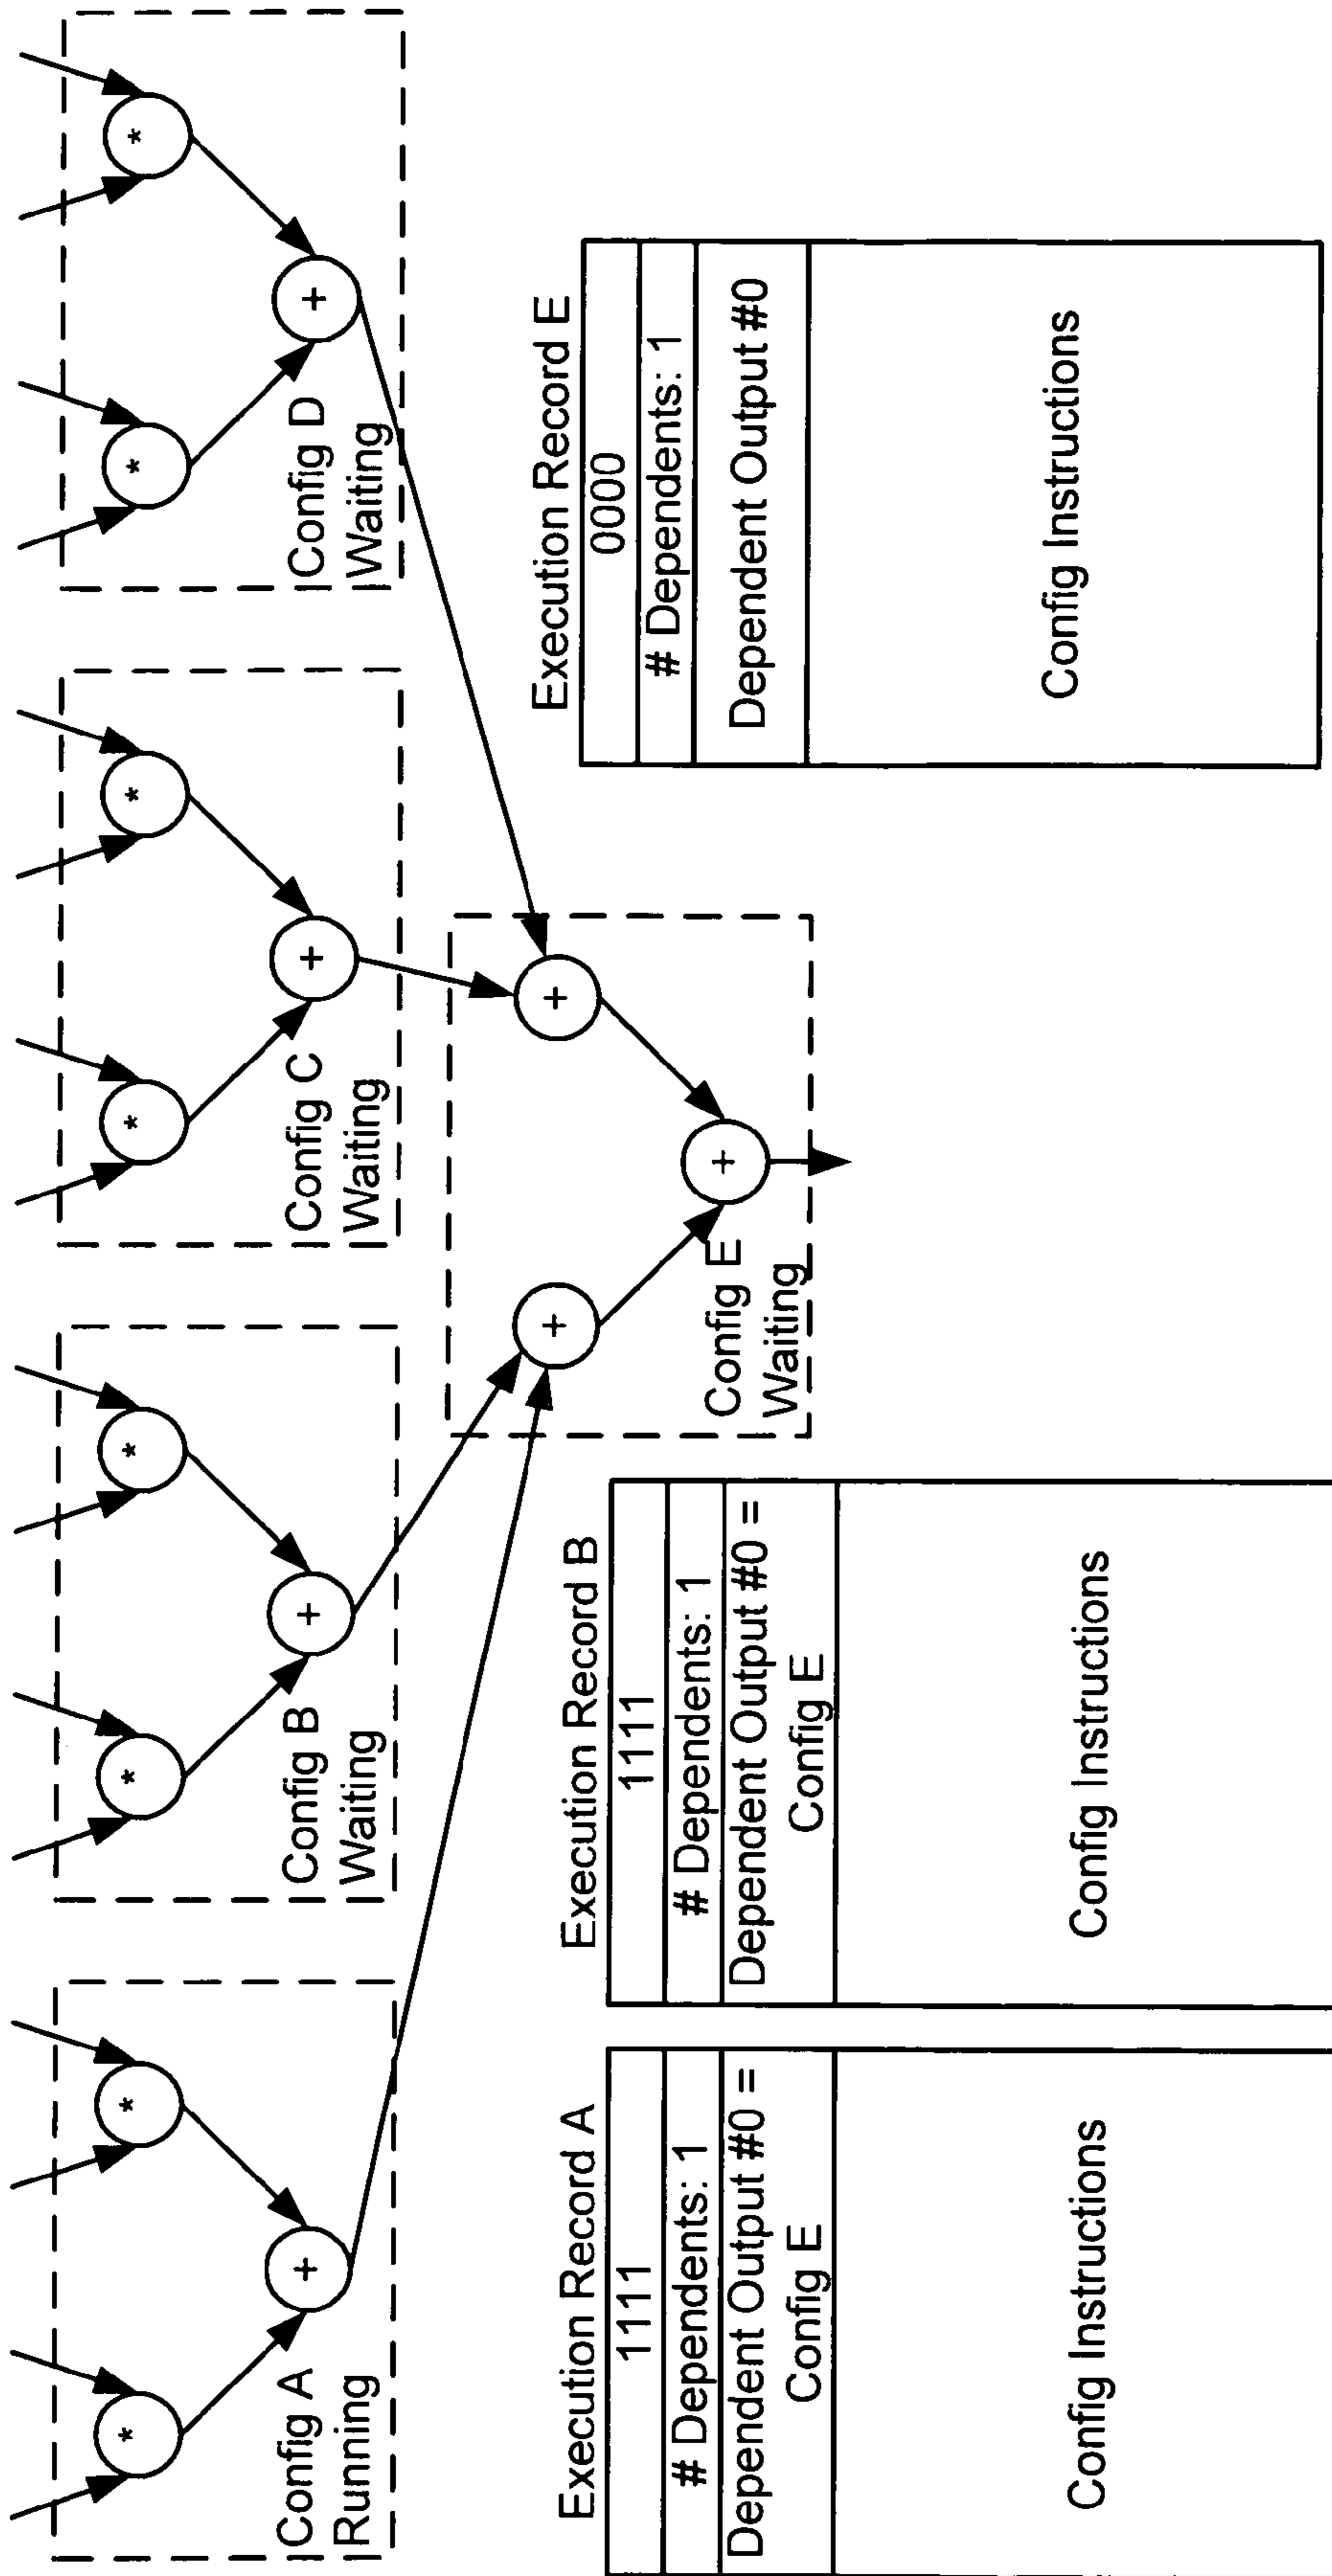 *
*
+
Config A
Running
*
*
+
Config B
Waiting
*
*
+
Config C
Waiting
*
*
+
Config D
Waiting
+
+
+
Config E
Waiting
Execution Record A
1111
# Dependents: 1
Dependent Output #0 =
Config E
Config Instructions
Execution Record B
1111
# Dependents: 1
Dependent Output #0 =
Config E
Config Instructions
Execution Record E
0000
# Dependents: 1
Dependent Output #0
Config Instructions